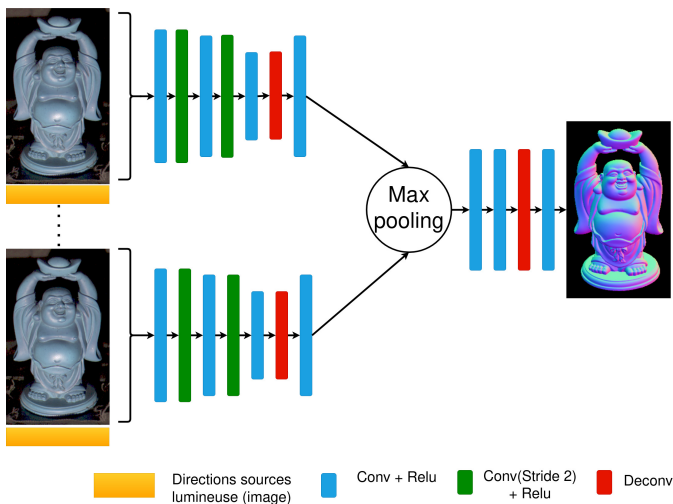 Max
pooling
Directions sources
lumineuse (image)
Conv + Relu
Conv(Stride 2)
+ Relu
Deconv